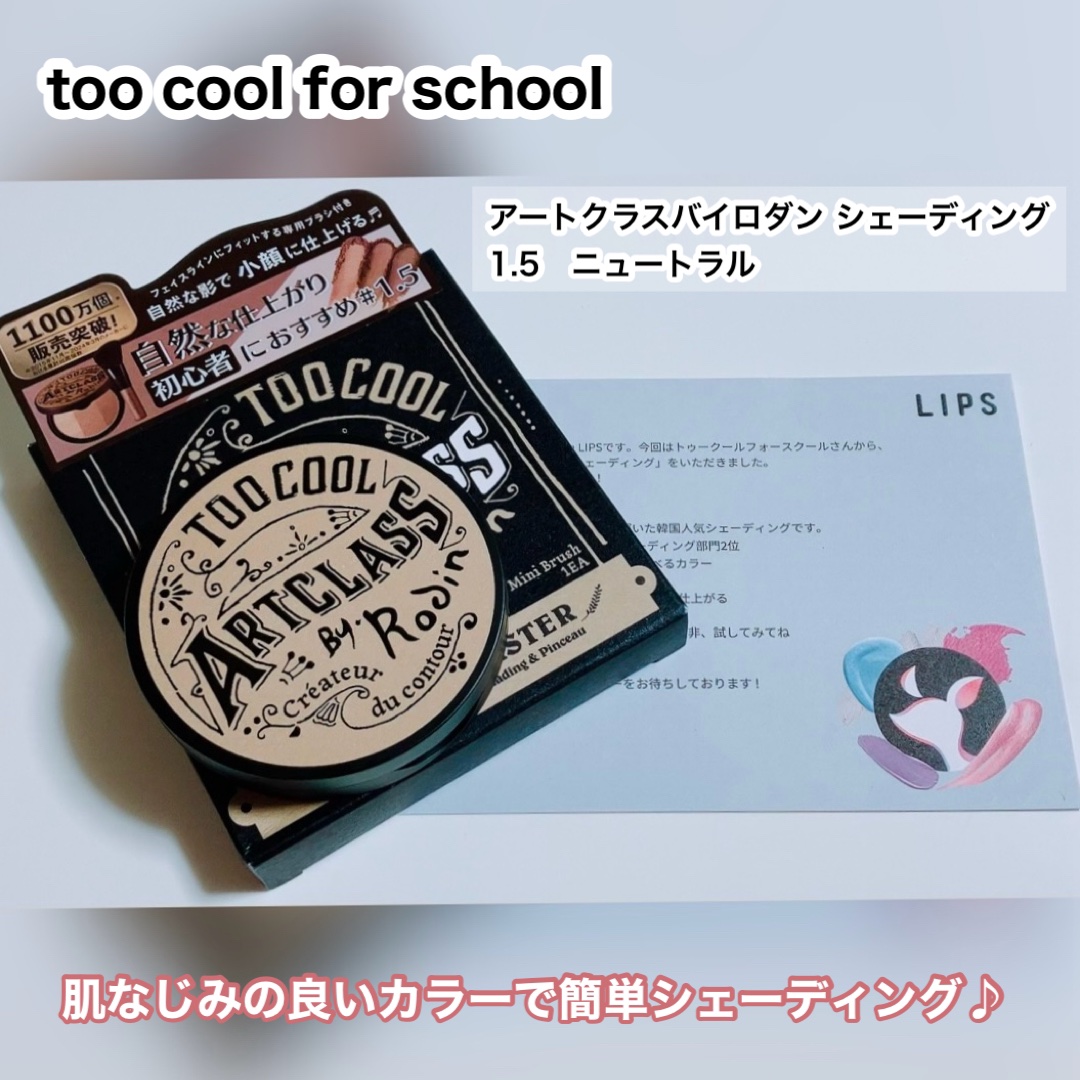 too cool for school
アートクラスバイロダン シェーディング
1.5 ニュートラル
フェイスラインにフィットする専用ブラシ付き
自然な影で 小顔に仕上げる♬
1100万個
販売突破!
自然な仕上がり
初心者におすすめ#1.5
ARTCLASS
TOO COOL
Mini Brush
1EA
& Pinceau
TOO COOL
ARTCLASS
By. Rodin
Créateur
du contour
LIPS
LIPSです。今回はトゥークールフォースクールさんから、
ェーディング」をいただきました。
いた韓国人気シェーディングです。
ディング部門2位
べるカラー
仕上がる
非、試してみてね
ーをお待ちしております!
肌なじみの良いカラーで簡単シェーディング♪